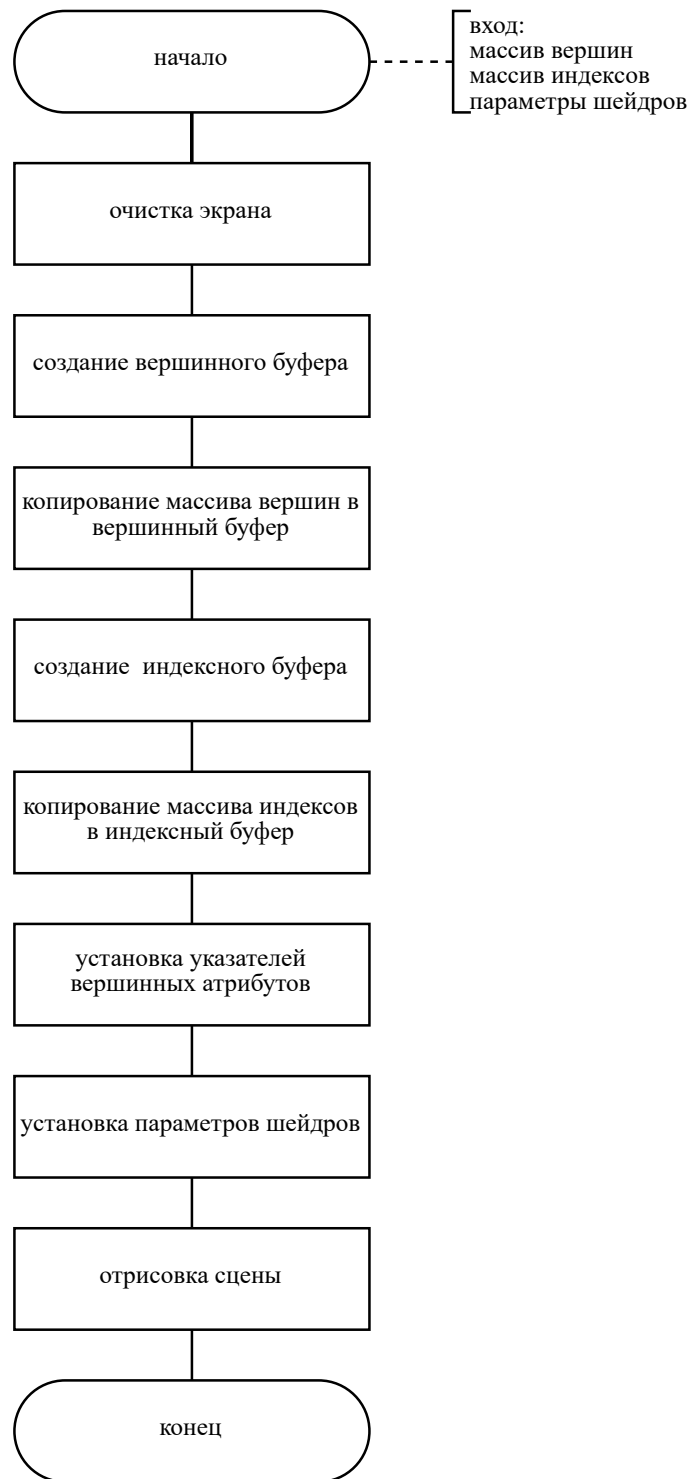 начало
вход:
массив вершин
массив индексов
параметры шейдров
очистка экрана
создание вершинного буфера
копирование массива вершин в
вершинный буфер
создание  индексного буфера
копирование массива индексов
в индексный буфер
установка указателей
вершинных атрибутов
установка параметров шейдров
отрисовка сцены
конец